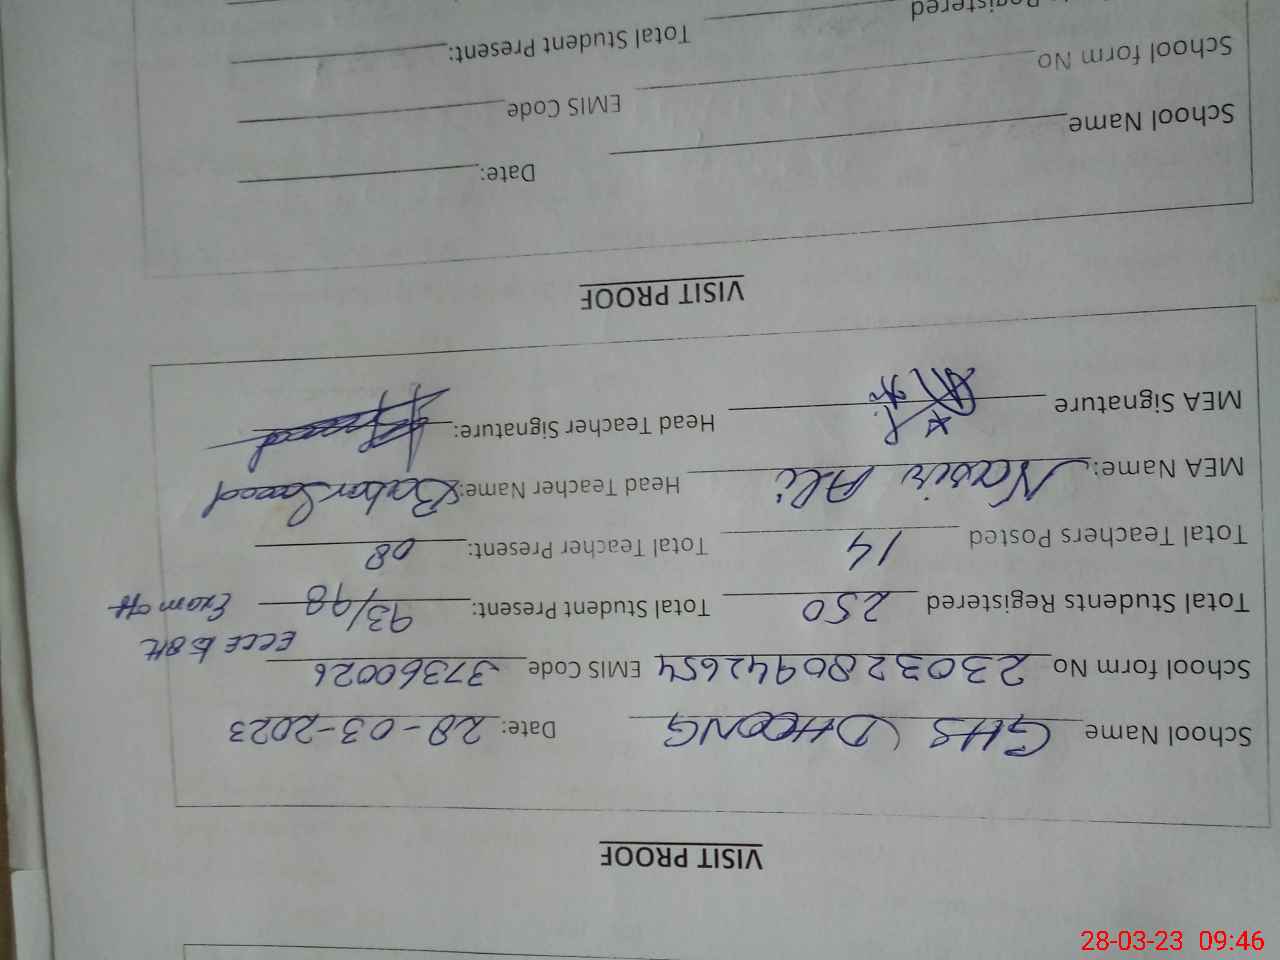 VISIT PROOF
School Name GHS DHOONG Date: 28-03-2023
School form No 2303280942654 EMIS Code 37360026
ECCE to 8th
Total Students Registered 250 Total Student Present: 93/98 Exam off
Total Teachers Posted 14 Total Teacher Present: 08
MEA Name: Nasir Ali Head Teacher Name: Babar
MEA Signature Head Teacher Signature:
VISIT PROOF
School Name Date:
School form No EMIS Code
Registered Total Student Present:
28-03-23 09:46